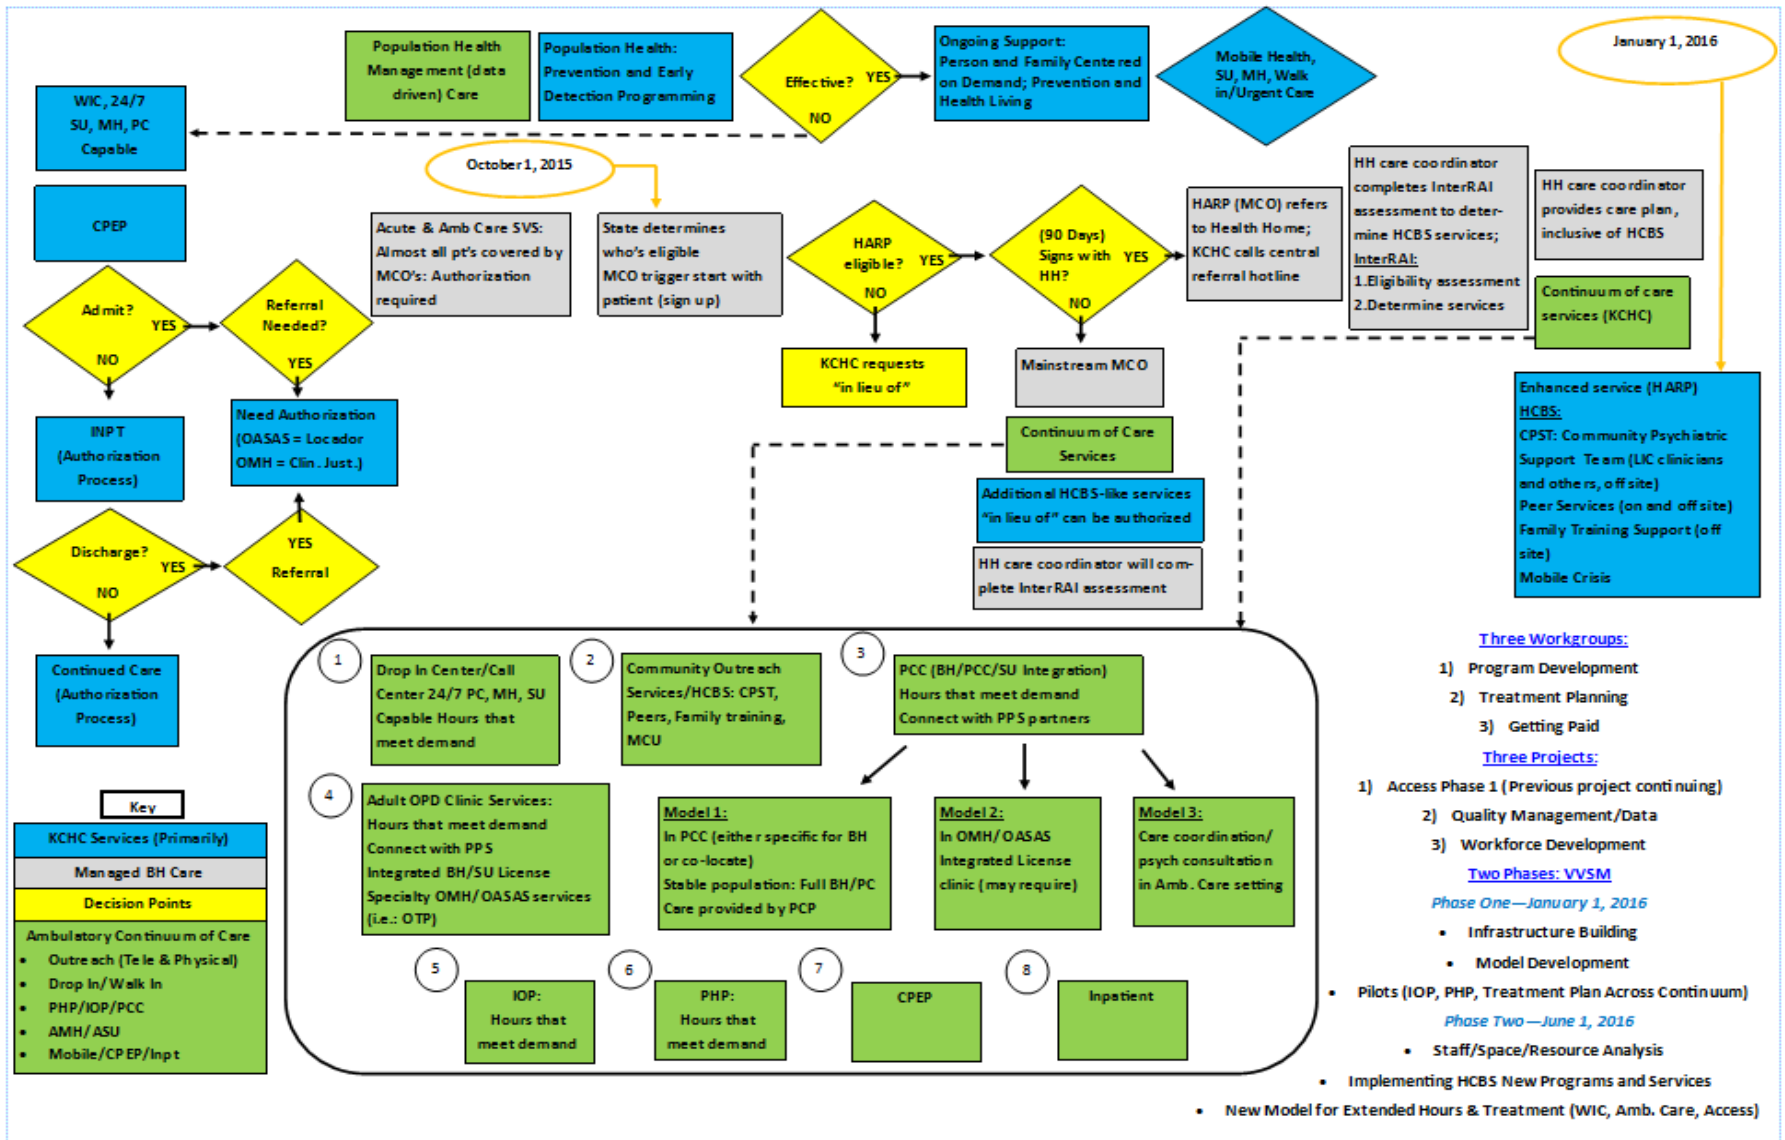 Population Health
Management (data
driven) Care
Population Health:
Prevention and Early
Detection Programming
Effective?
YES
NO
Ongoing Support:
Person and Family Centered
on Demand; Prevention and
Health Living
Mobile Health,
SU, MH, Walk
in/Urgent Care
January 1, 2016
WIC, 24/7
SU, MH, PC
Capable
CPEP
October 1, 2015
Admit?
YES
NO
Referral
Needed?
YES
Acute & Amb Care SVS:
Almost all pt's covered by
MCO's: Authorization
required
State determines
who's eligible
MCO trigger start with
patient (sign up)
HARP
eligible?
YES
NO
(90 Days)
Signs with
HH?
YES
NO
HARP (MCO) refers
to Health Home;
KCHC calls central
referral hotline
HH care coordinator
completes InterRAI
assessment to deter-
mine HCBS services;
InterRAI:
1.Eligibility assessment
2.Determine services
HH care coordinator
provides care plan,
inclusive of HCBS
Continuum of care
services (KCHC)
KCHC requests
"in lieu of"
Mainstream MCO
INPT
(Authorization
Process)
Need Authorization
(OASAS = Locador
OMH = Clin. Just.)
Continuum of Care
Services
Additional HCBS-like services
"in lieu of" can be authorized
HH care coordinator will com-
plete InterRAI assessment
Enhanced service (HARP)
HCBS:
CPST: Community Psychiatric
Support Team (LIC clinicians
and others, off site)
Peer Services (on and off site)
Family Training Support (off
site)
Mobile Crisis
Discharge?
YES
NO
YES
Referral
Continued Care
(Authorization
Process)
1
Drop In Center/Call
Center 24/7 PC, MH, SU
Capable Hours that
meet demand
2
Community Outreach
Services/HCBS: CPST,
Peers, Family training,
MCU
3
PCC (BH/PCC/SU Integration)
Hours that meet demand
Connect with PPS partners
4
Adult OPD Clinic Services:
Hours that meet demand
Connect with PPS
Integrated BH/SU License
Specialty OMH/OASAS services
(i.e.: OTP)
Model 1:
In PCC (either specific for BH
or co-locate)
Stable population: Full BH/PC
Care provided by PCP
Model 2:
In OMH/OASAS
Integrated License
clinic (may require)
Model 3:
Care coordination/
psych consultation
in Amb. Care setting
5
IOP:
Hours that
meet demand
6
PHP:
Hours that
meet demand
7
CPEP
8
Inpatient
Key
KCHC Services (Primarily)
Managed BH Care
Decision Points
Ambulatory Continuum of Care
• Outreach (Tele & Physical)
• Drop In/Walk In
• PHP/IOP/PCC
• AMH/ASU
• Mobile/CPEP/Inpt
Three Workgroups:
1) Program Development
2) Treatment Planning
3) Getting Paid
Three Projects:
1) Access Phase 1 (Previous project continuing)
2) Quality Management/Data
3) Workforce Development
Two Phases: VVSM
Phase One—January 1, 2016
• Infrastructure Building
• Model Development
• Pilots (IOP, PHP, Treatment Plan Across Continuum)
Phase Two—June 1, 2016
• Staff/Space/Resource Analysis
• Implementing HCBS New Programs and Services
• New Model for Extended Hours & Treatment (WIC, Amb. Care, Access)